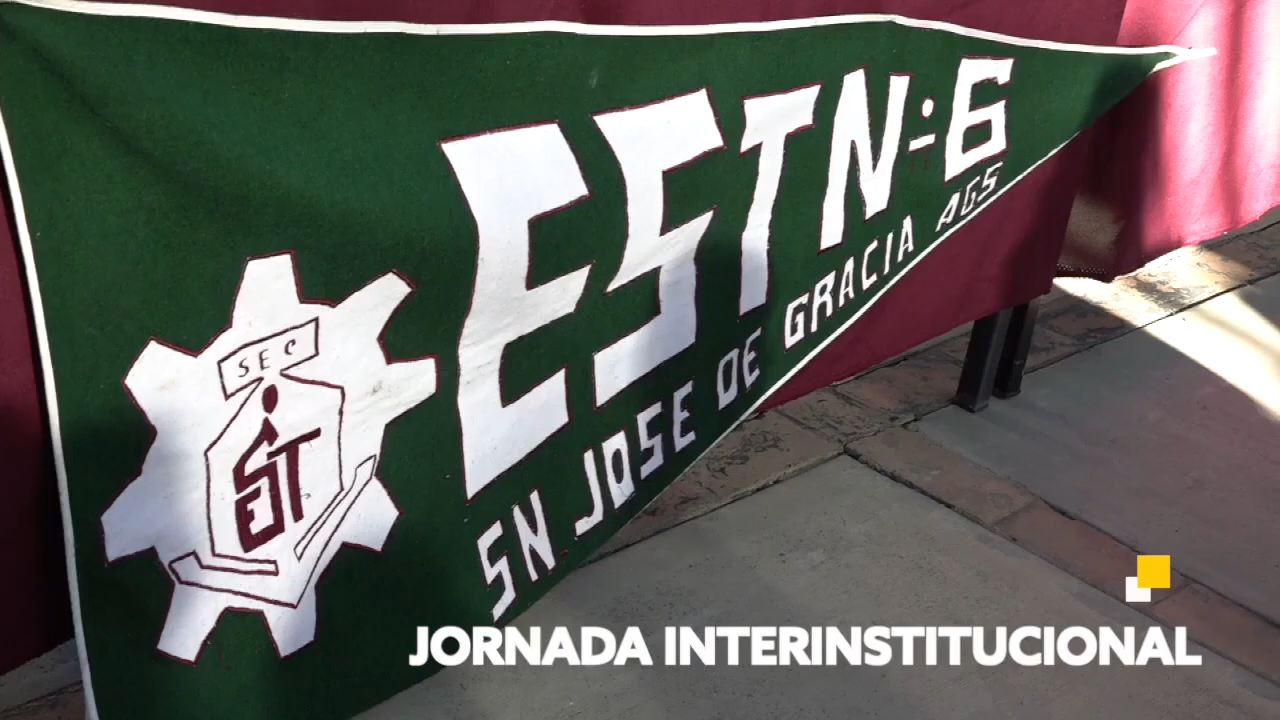 ESTN.-6
SN JOSE DE GRACIA AGS
SEC
EST
JORNADA INTERINSTITUCIONAL